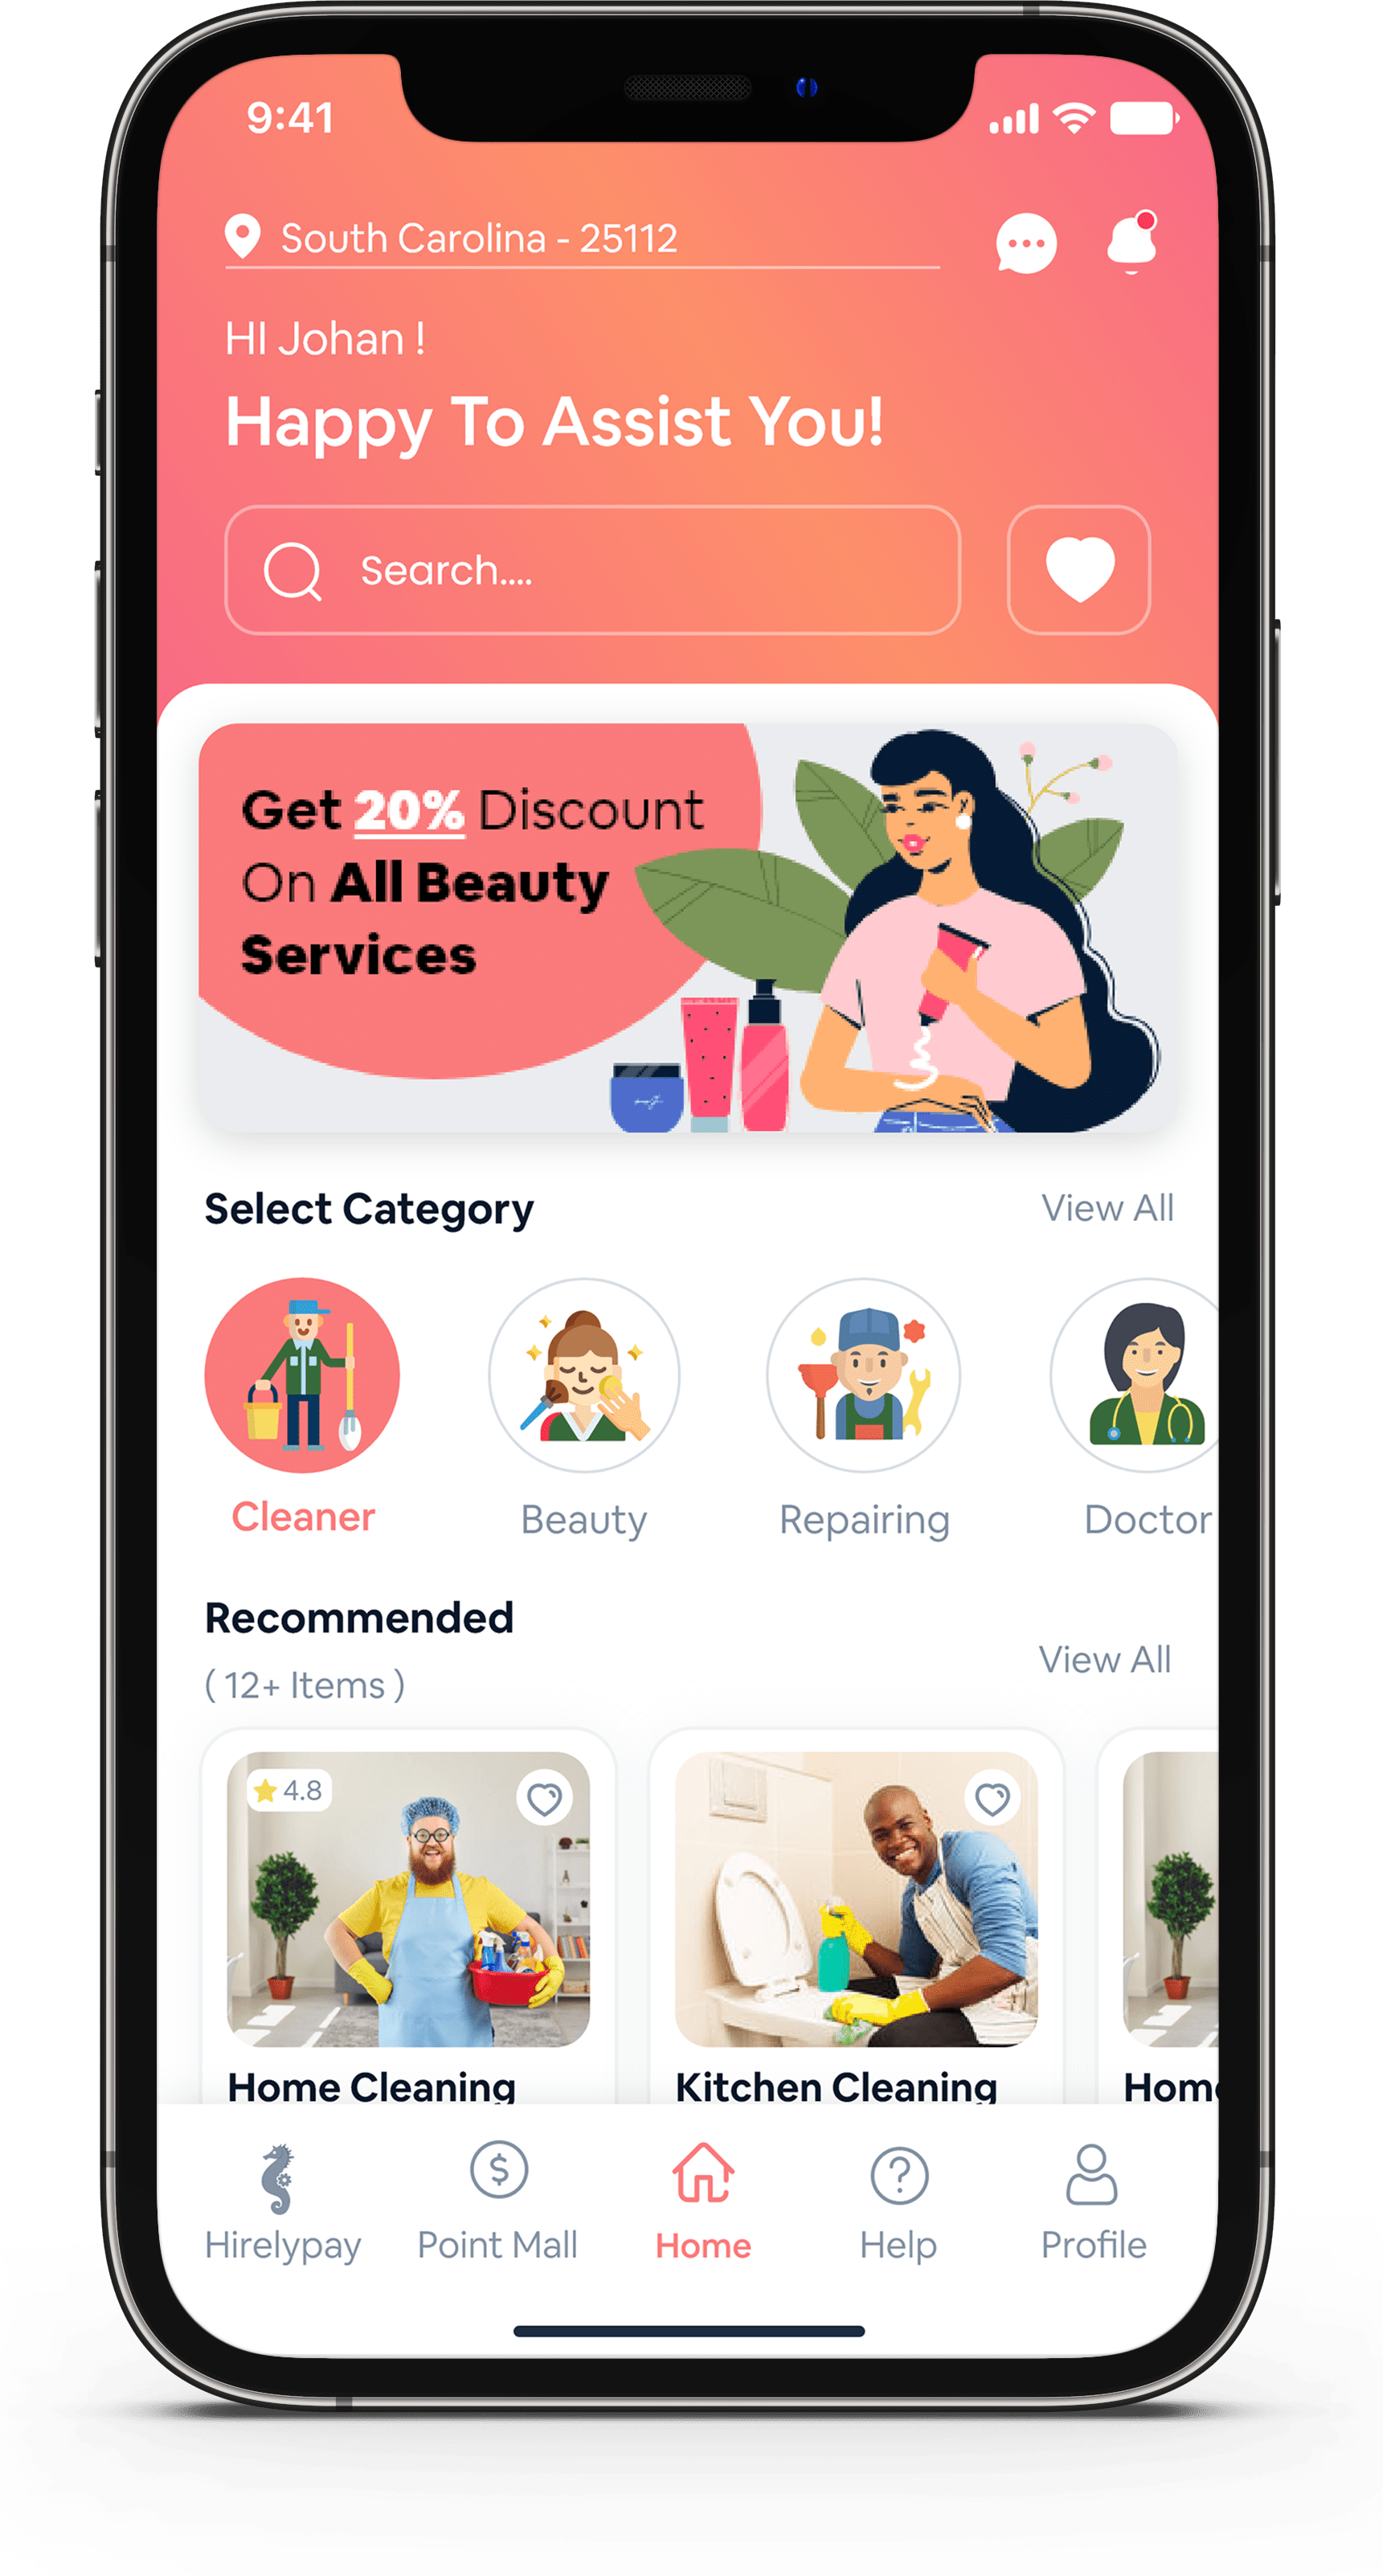 9:41
South Carolina - 25112
HI Johan !
Happy To Assist You!
Search....
Get 20% Discount
On All Beauty
Services
Select Category
View All
Cleaner
Beauty
Repairing
Doctor
Recommended
View All
( 12+ Items )
4.8
Home Cleaning
Kitchen Cleaning
Home
Hirelypay
Point Mall
Home
Help
Profile